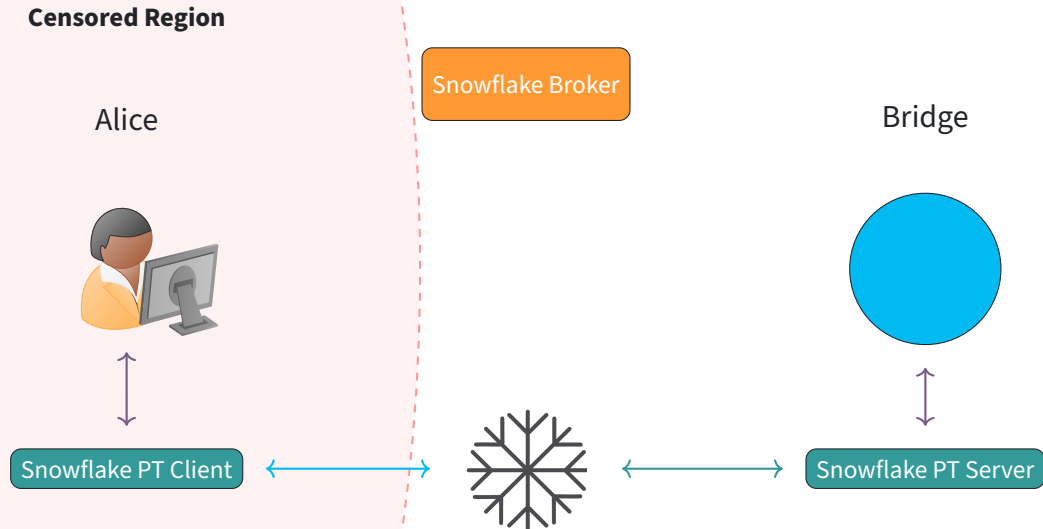 Censored Region
Snowflake Broker
Alice
Bridge
Snowflake PT Client
Snowflake PT Server